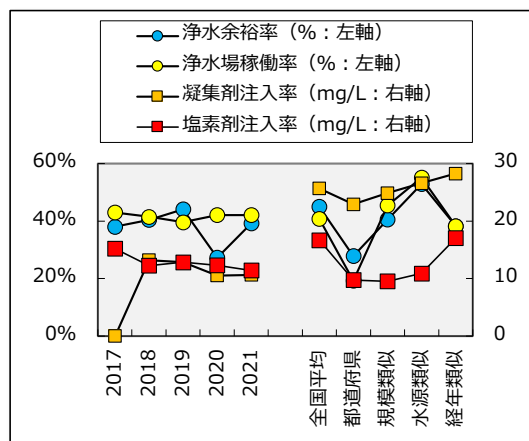 浄水余裕率（%：左軸）
浄水場稼働率（%：左軸）
凝集剤注入率（mg/L：右軸）
塩素剤注入率（mg/L：右軸）
60%
40%
20%
0%
30
20
10
0
2017
2018
2019
2020
2021
全国平均
都道府県
規模類似
水源類似
経年類似